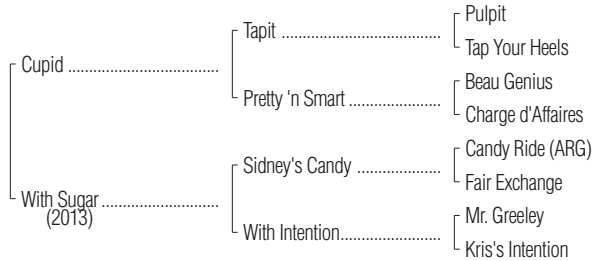 Pulpit
Tapit
Tap Your Heels
Cupid
Beau Genius
Pretty 'n Smart
Charge d'Affaires
Candy Ride (ARG)
Sidney's Candy
Fair Exchange
With Sugar
(2013)
Mr. Greeley
With Intention
Kris's Intention